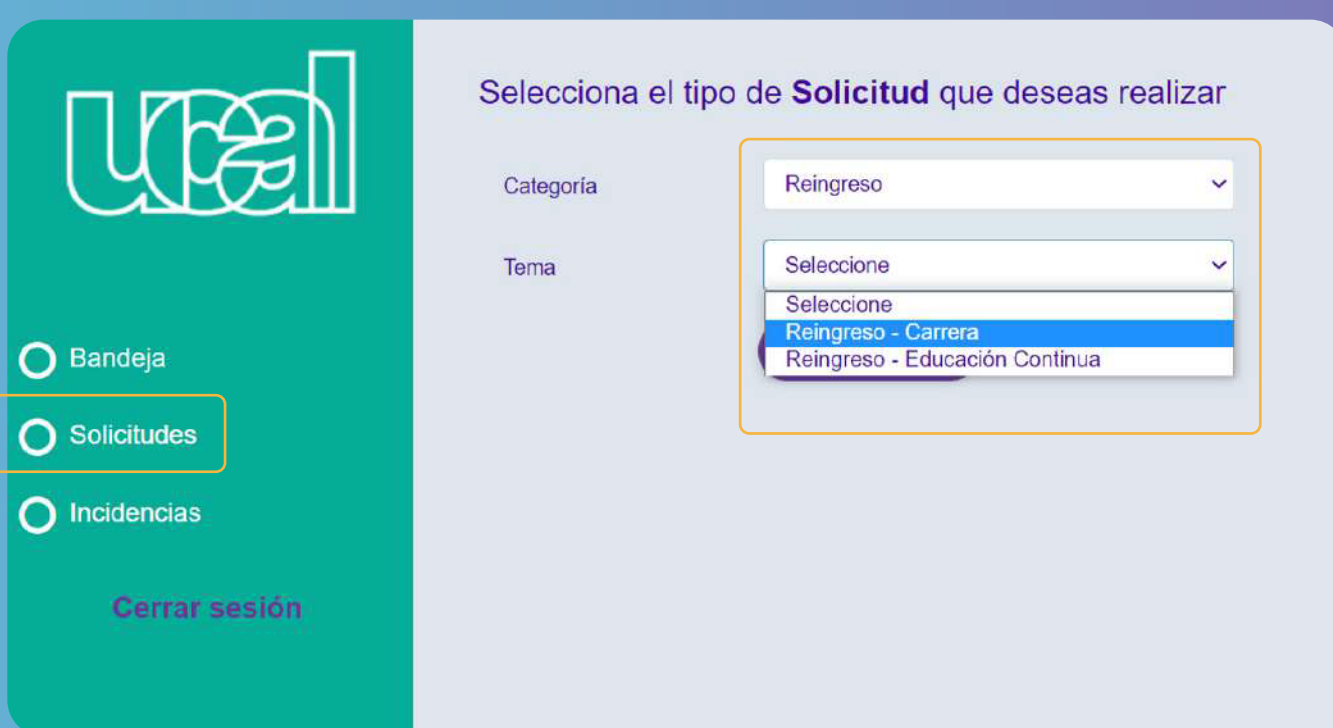 ucal
Selecciona el tipo de Solicitud que deseas realizar
Categoría
Reingreso
Tema
Seleccione
Seleccione
Reingreso - Carrera
Reingreso - Educación Continua
Bandeja
Solicitudes
Incidencias
Cerrar sesión